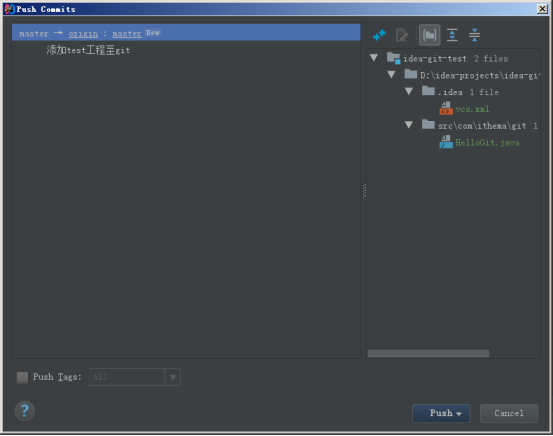 Push Commits
master → origin : master New
添加test工程至git
idea-git-test 2 files
D:\idea-projects\idea-git
.idea 1 file
vcs.xml
src\com\ithema\git 1
HelloGit.java
Push Tags: All
?
Push
Cancel